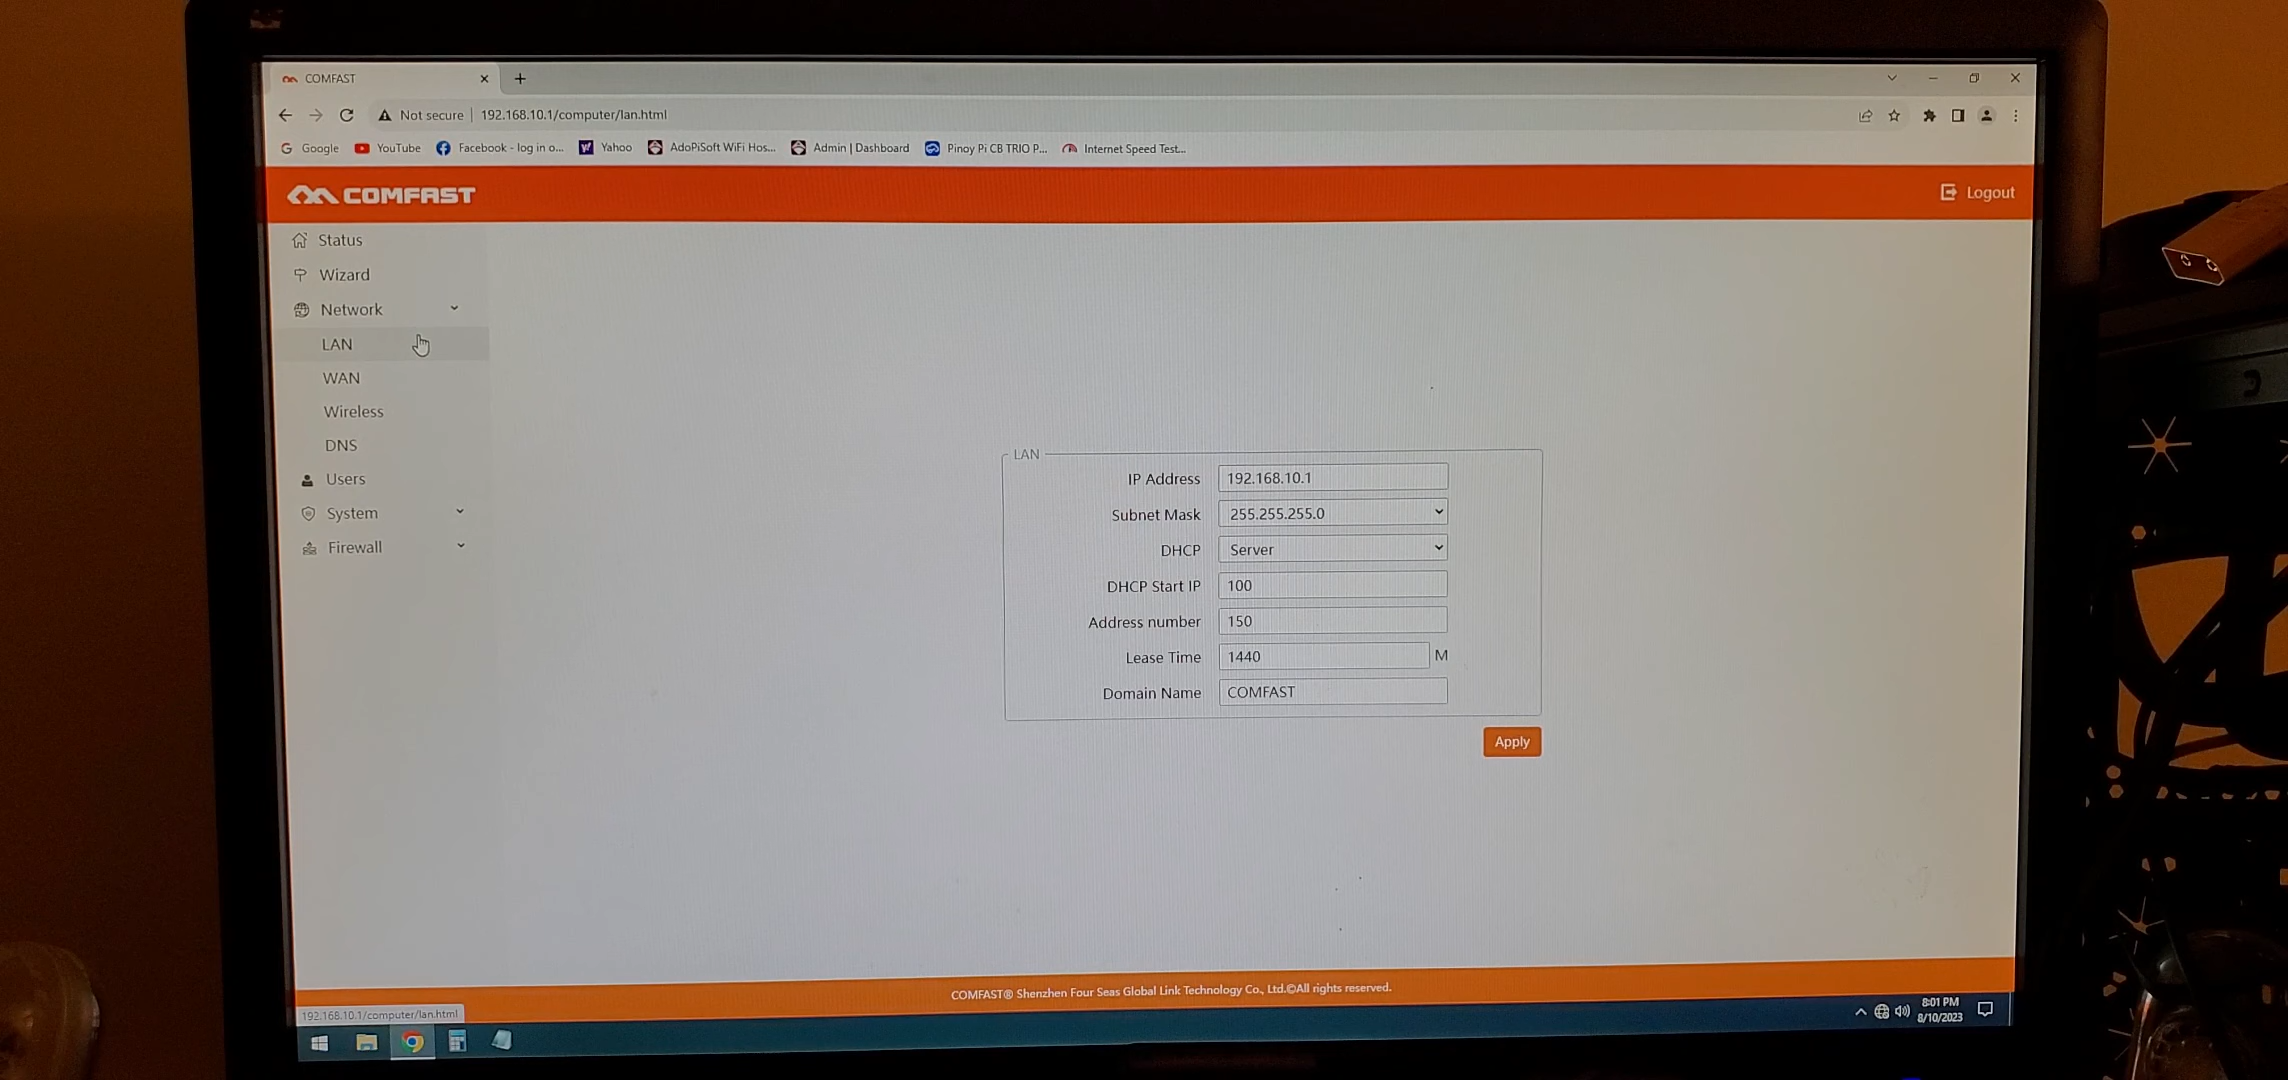 COMFAST
Not secure
192.168.10.1/computer/lan.html
Google
YouTube
Facebook - log in o...
Yahoo
AdoPiSoft WiFi Hos...
Admin | Dashboard
Pinoy Pi CB TRIO P...
Internet Speed Test...
COMFAST
Logout
Status
Wizard
Network
LAN
WAN
Wireless
DNS
Users
System
Firewall
LAN
IP Address 192.168.10.1
Subnet Mask 255.255.255.0
DHCP Server
DHCP Start IP 100
Address number 150
Lease Time 1440 M
Domain Name COMFAST
Apply
COMFAST® Shenzhen Four Seas Global Link Technology Co., Ltd.©All rights reserved.
192.168.10.1/computer/lan.html
8:01 PM
8/10/2023